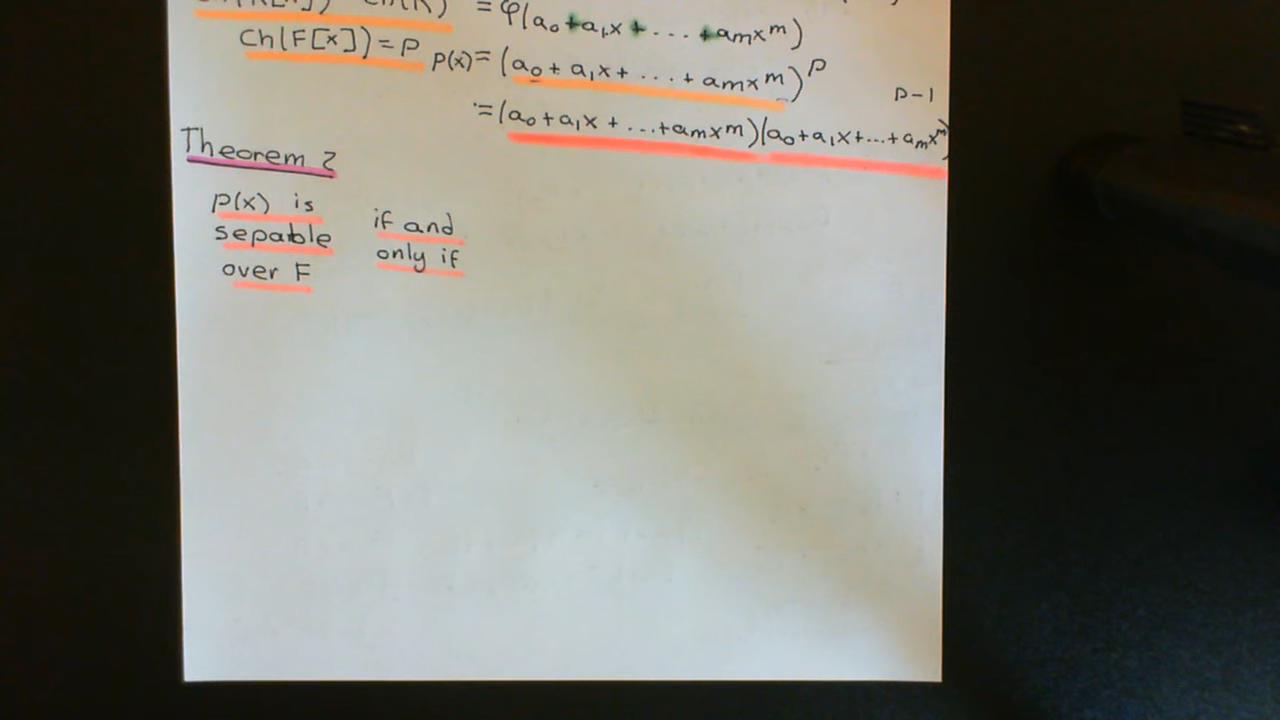 = φ(a₀+a₁x + ... +aₘxᵐ)
Ch(F[x])=p p(x)= (a₀ + a₁x + ... + aₘxᵐ)ᵖ
p-1
=(a₀+a₁x + ...+aₘxᵐ)(a₀+a₁x+...+aₘxᵐ)
Theorem 2
p(x) is
separable
over F
if and
only if